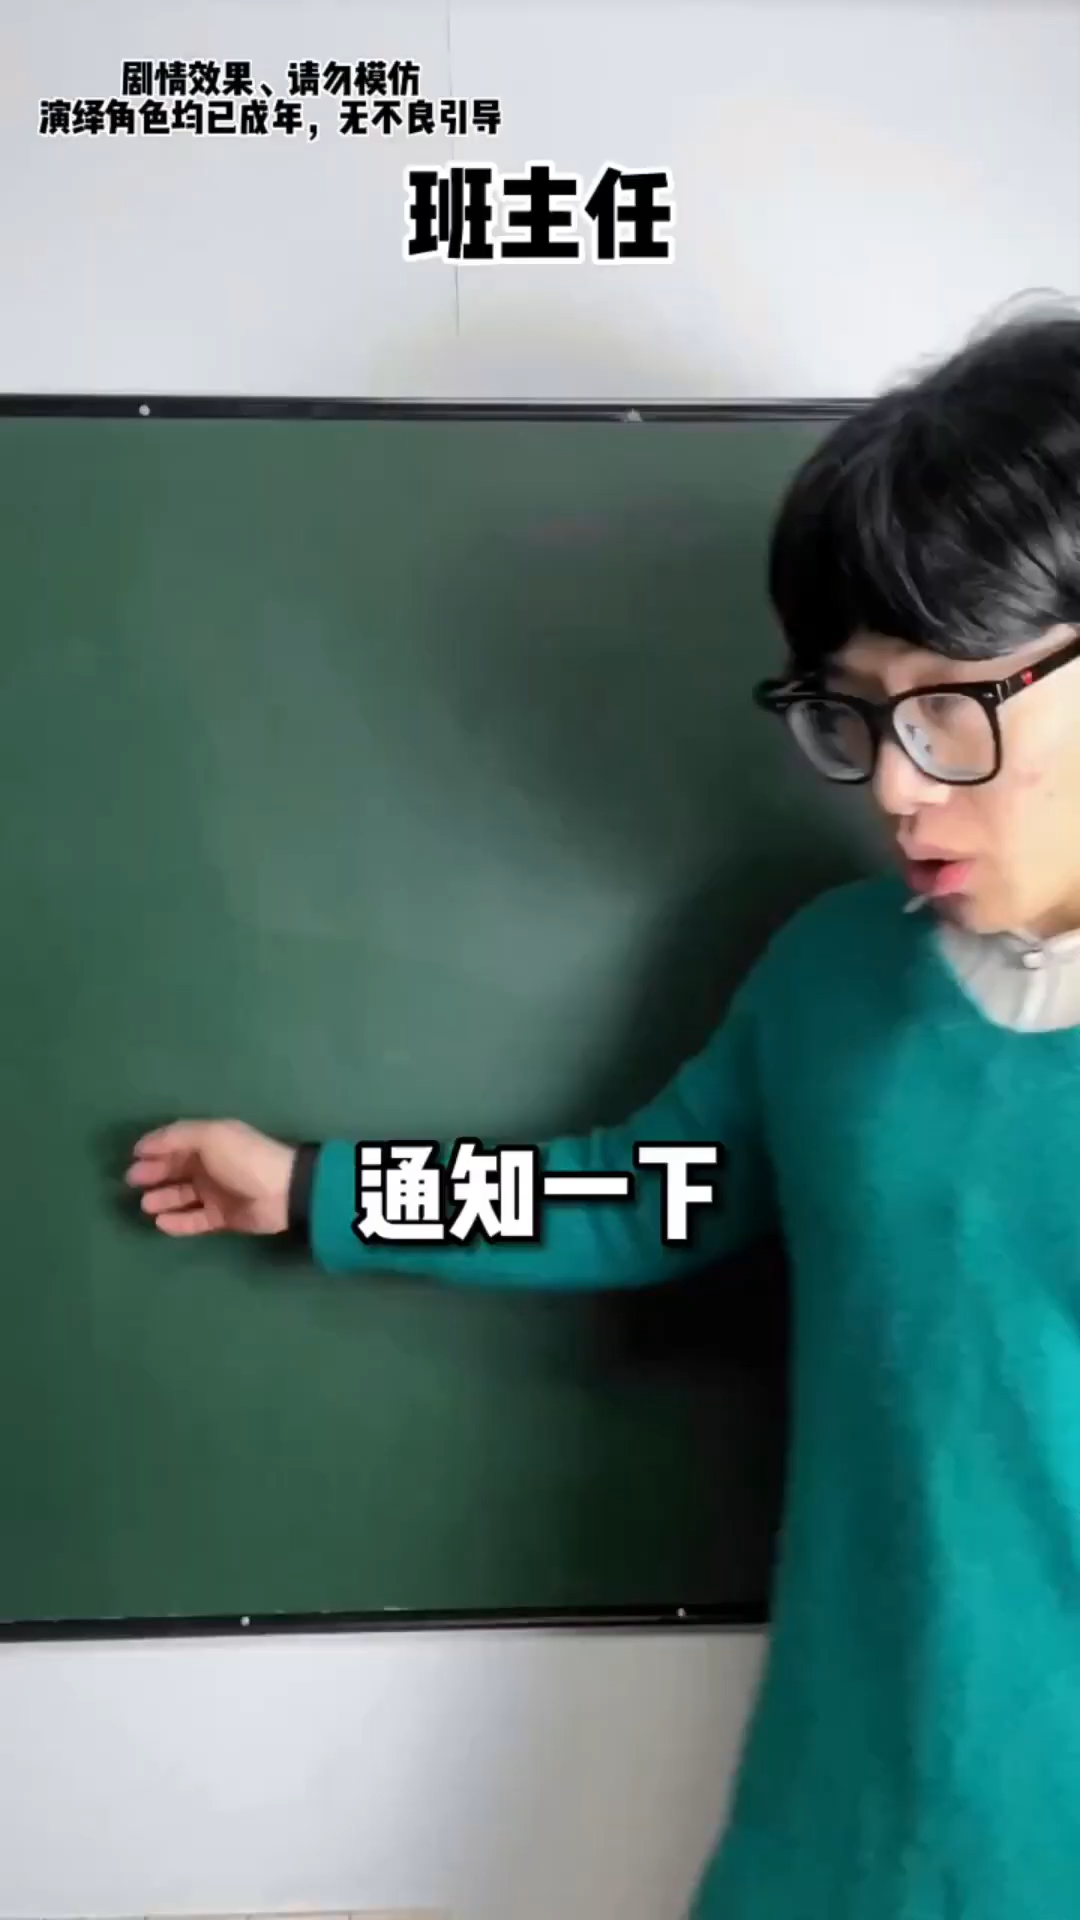 剧情效果、请勿模仿
演绎角色均已成年，无不良引导
班主任
通知一下